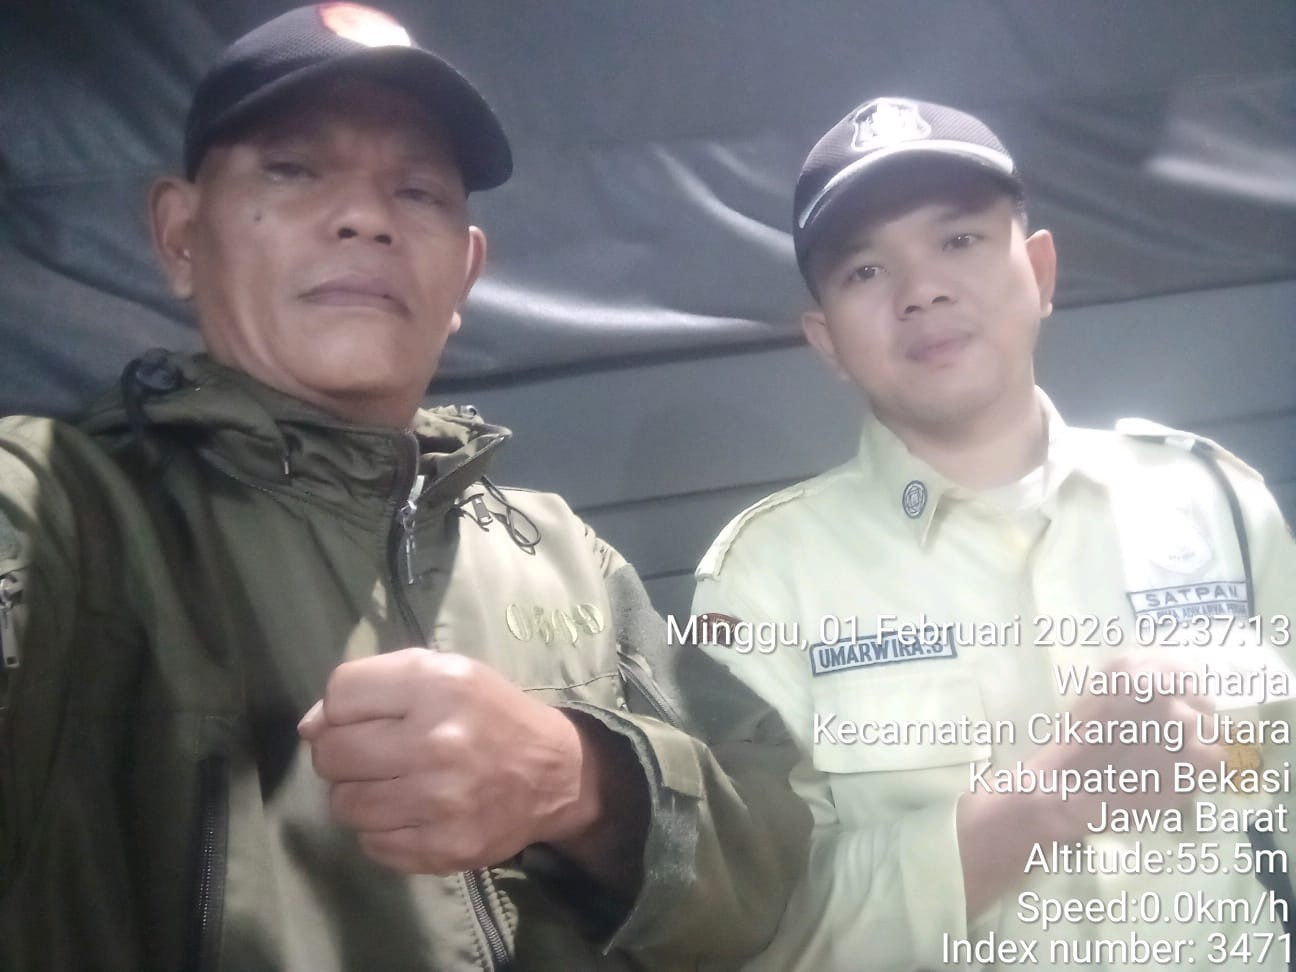 0509
SATPAM
UMARWIRA.S
Minggu, 01 Februari 2026 02:37:13
Wangunharja
Kecamatan Cikarang Utara
Kabupaten Bekasi
Jawa Barat
Altitude:55.5m
Speed:0.0km/h
Index number: 3471